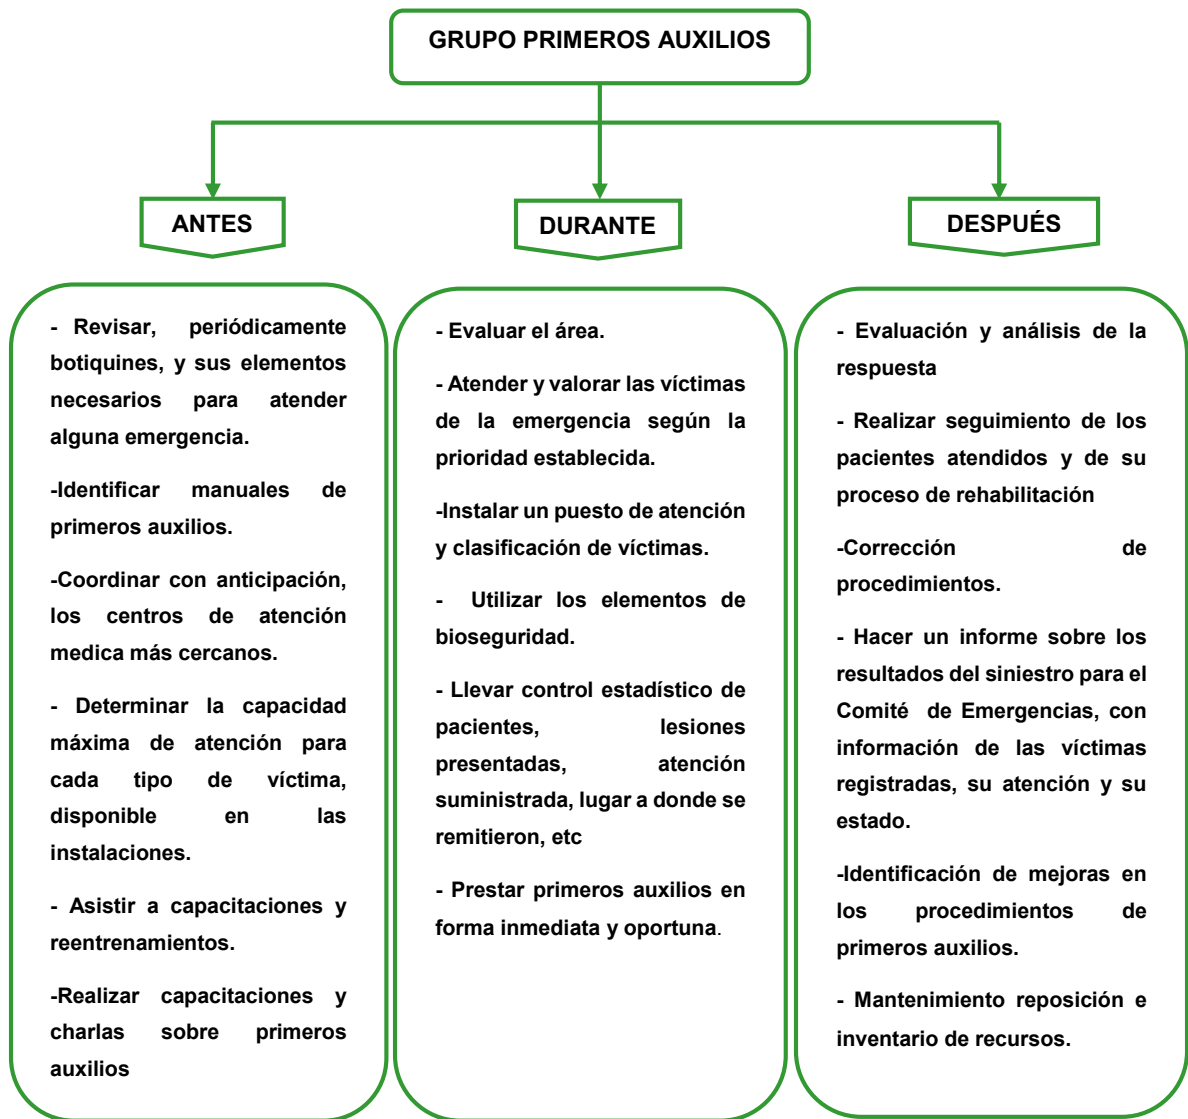 GRUPO PRIMEROS AUXILIOS
ANTES
- Revisar, periódicamente
botiquines, y sus elementos
necesarios para atender
alguna emergencia.
-Identificar manuales de
primeros auxilios.
-Coordinar con anticipación,
los centros de atención
medica más cercanos.
- Determinar la capacidad
máxima de atención para
cada tipo de víctima,
disponible en las
instalaciones.
- Asistir a capacitaciones y
reentrenamientos.
-Realizar capacitaciones y
charlas sobre primeros
auxilios
DURANTE
- Evaluar el área.
- Atender y valorar las víctimas
de la emergencia según la
prioridad establecida.
-Instalar un puesto de atención
y clasificación de víctimas.
- Utilizar los elementos de
bioseguridad.
- Llevar control estadístico de
pacientes, lesiones
presentadas, atención
suministrada, lugar a donde se
remitieron, etc
- Prestar primeros auxilios en
forma inmediata y oportuna.
DESPUÉS
- Evaluación y análisis de la
respuesta
- Realizar seguimiento de los
pacientes atendidos y de su
proceso de rehabilitación
-Corrección de
procedimientos.
- Hacer un informe sobre los
resultados del siniestro para el
Comité de Emergencias, con
información de las víctimas
registradas, su atención y su
estado.
-Identificación de mejoras en
los procedimientos de
primeros auxilios.
- Mantenimiento reposición e
inventario de recursos.